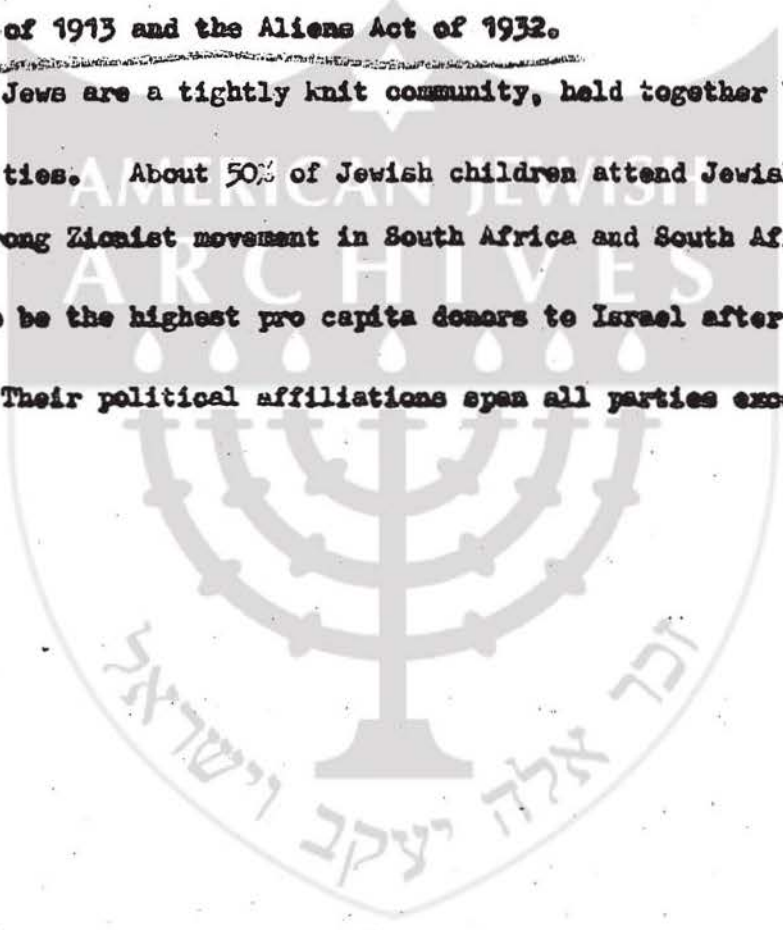 of 1913 and the Aliens Act of 1932.
Jews are a tightly knit community, held together
ties. About 50% of Jewish children attend Jewis
ong Zionist movement in South Africa and South Af
be the highest pro capita donors to Israel after
Their political affiliations span all parties exc
AMERICAN JEWISH
ARCHIVES
זכר אלה יעקב וישראל